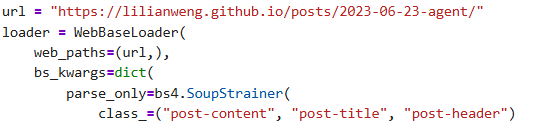 url = "https://lilianweng.github.io/posts/2023-06-23-agent/"
loader = WebBaseLoader(
    web_paths=(url,),
    bs_kwargs=dict(
        parse_only=bs4.SoupStrainer(
            class_=("post-content", "post-title", "post-header")